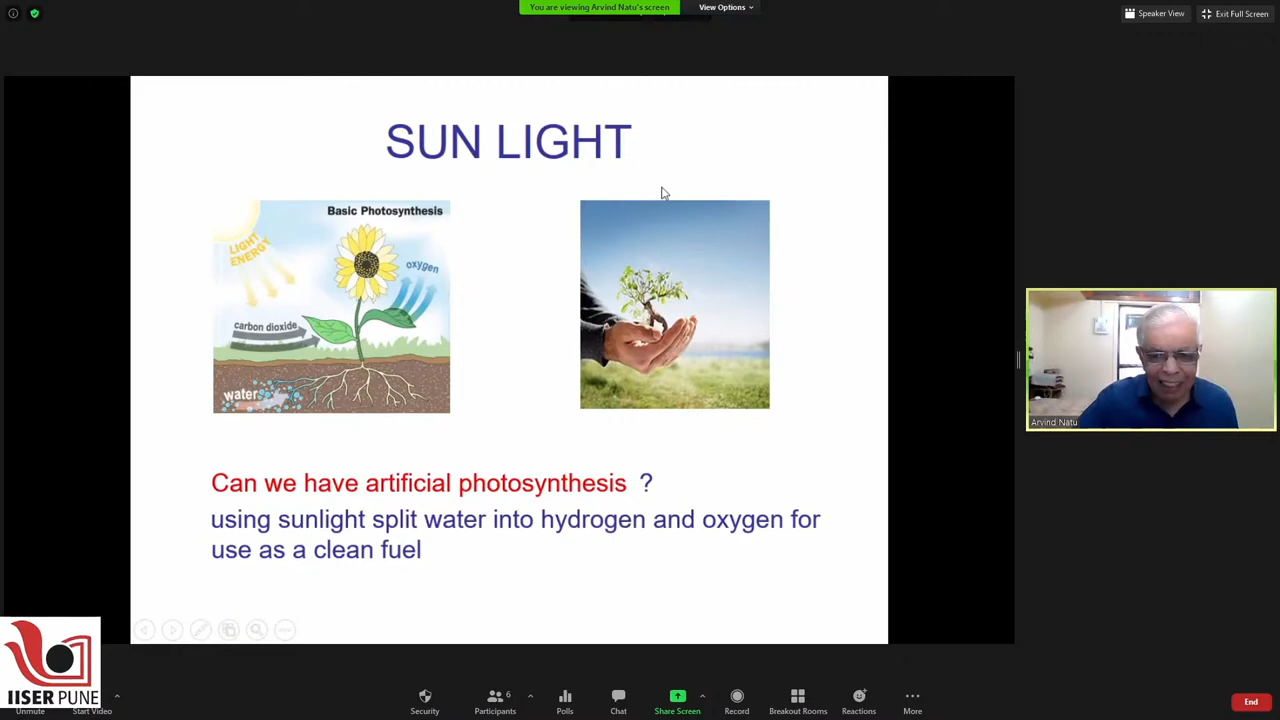 You are viewing Arvind Natu's screen
View Options
Speaker View
Exit Full Screen
SUN LIGHT
Basic Photosynthesis
LIGHT
ENERGY
oxygen
carbon dioxide
water
Arvind Natu
Can we have artificial photosynthesis ?
using sunlight split water into hydrogen and oxygen for
use as a clean fuel
IISER PUNE
Unmute
Start Video
Security
Participants 6
Polls
Chat
Share Screen
Record
Breakout Rooms
Reactions
More
End